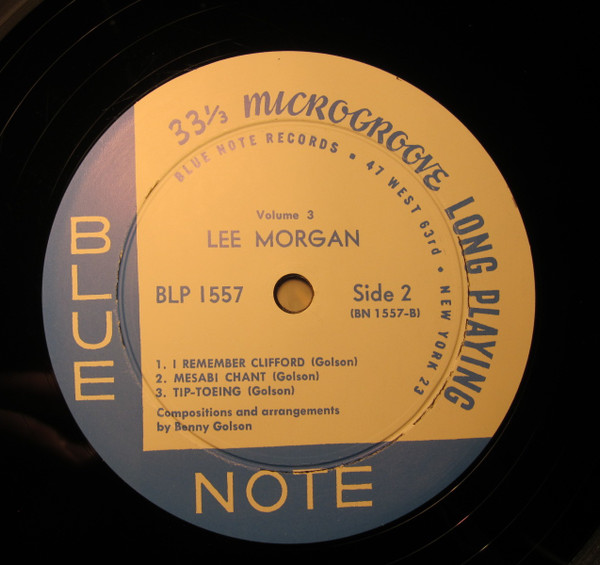 33⅓ MICROGROOVE LONG PLAYING
BLUE NOTE RECORDS • 47 WEST 63rd • NEW YORK 23
Volume 3
LEE MORGAN
BLP 1557
Side 2
(BN 1557-B)
1. I REMEMBER CLIFFORD (Golson)
2. MESABI CHANT (Golson)
3. TIP-TOEING (Golson)
Compositions and arrangements
by Benny Golson
BLUE
NOTE